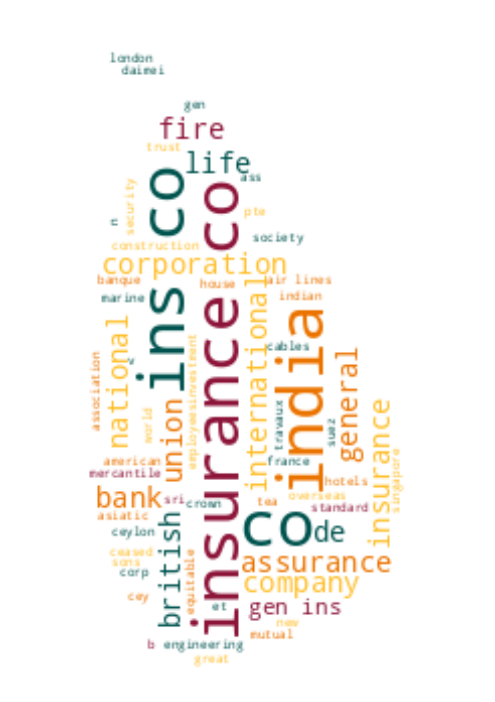 london
daimei
gen
fire
trust
life
ass
security
ins co
insurance co
pte
n
society
construction
corporation
banque
house
air lines
marine
indian
international
india
national
cables
v
association
employees
investment
general
world
union
travaux
suez
insurance
singapore
american
france
mercantile
hotels
bank
sri
crown
tea
overseas
standard
asiatic
co
de
ceylon
british
ceased
sons
equitable
assurance
corp
company
cey
et
gen ins
new
mutual
b
engineering
great